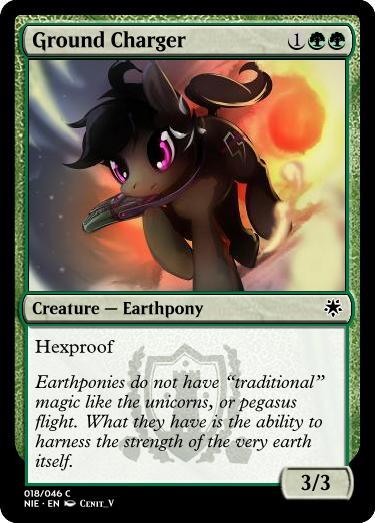 Ground Charger 1
Creature — Earthpony
Hexproof
Earthponies do not have “traditional”
magic like the unicorns, or pegasus
flight. What they have is the ability to
harness the strength of the very earth
itself.
3/3
018/046 C
NIE • EN Cenit_V